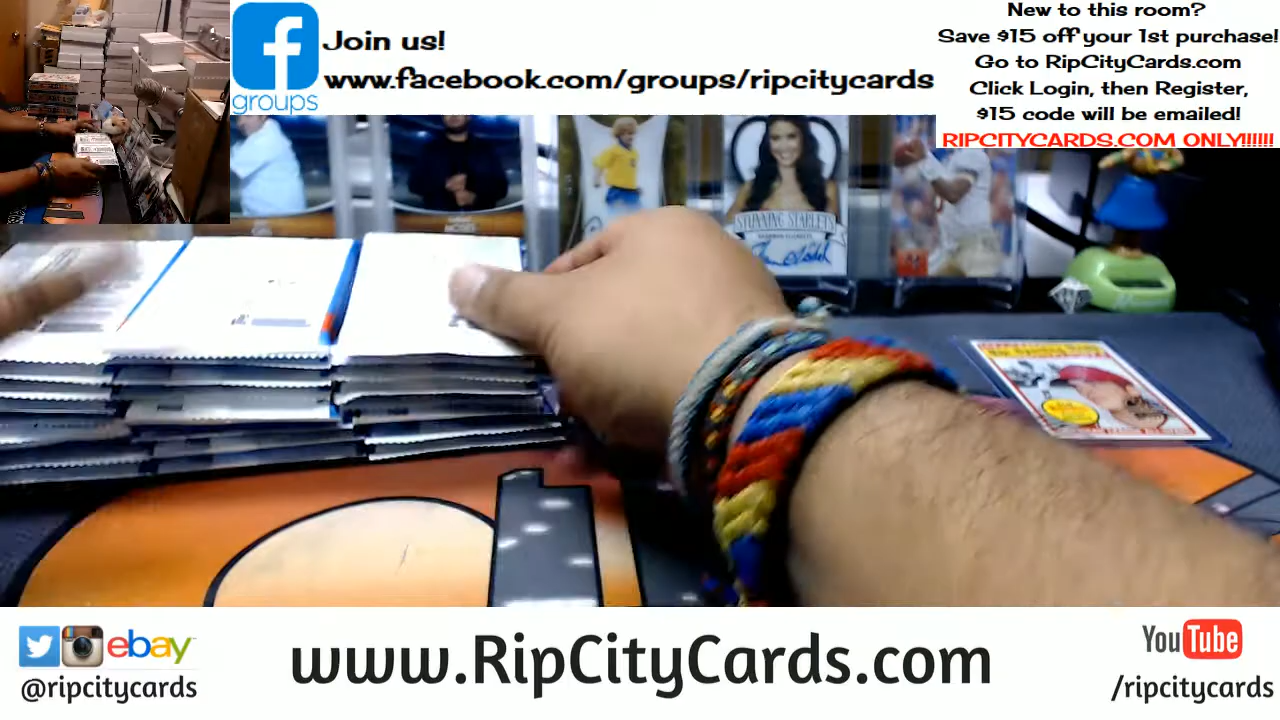 groups
Join us!
www.facebook.com/groups/ripcitycards
New to this room?
Save $15 off your 1st purchase!
Go to RipCityCards.com
Click Login, then Register,
$15 code will be emailed!
RIPCITYCARDS.COM ONLY!!!!!!
STUNNING STARLETS
ebay
@ripcitycards
www.RipCityCards.com
YouTube
/ripcitycards